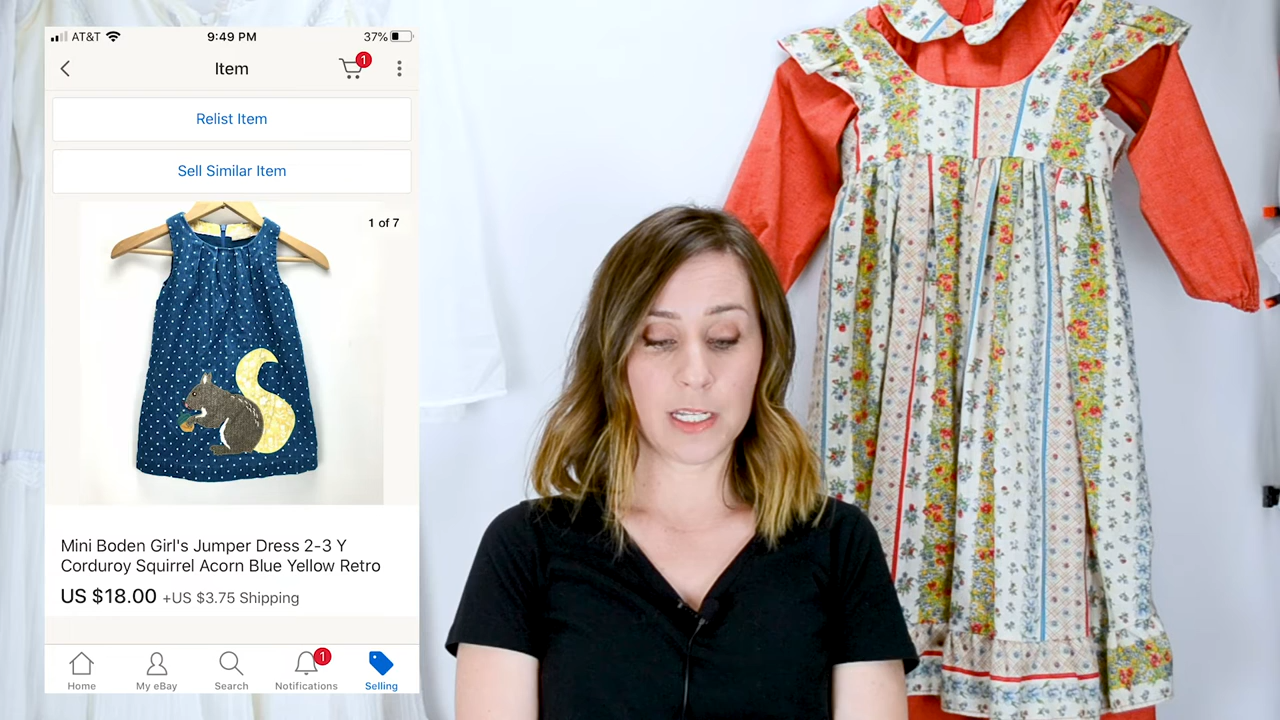 AT&T 9:49 PM 37%
Item 1
Relist Item
Sell Similar Item
1 of 7
Mini Boden Girl's Jumper Dress 2-3 Y
Corduroy Squirrel Acorn Blue Yellow Retro
US $18.00 +US $3.75 Shipping
1
Home My eBay Search Notifications Selling